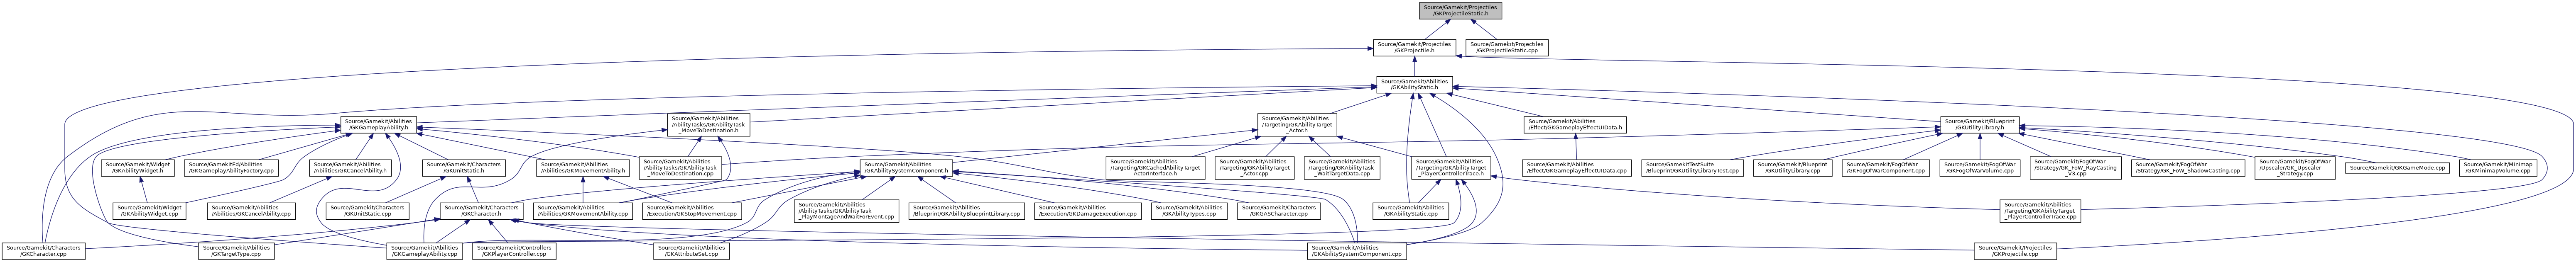 Source/Gamekit/Projectiles
/GKProjectileStatic.h
Source/Gamekit/Projectiles
/GKProjectile.h
Source/Gamekit/Projectiles
/GKProjectileStatic.cpp
Source/Gamekit/Abilities
/GKAbilityStatic.h
Source/Gamekit/Abilities
/GKGameplayAbility.h
Source/Gamekit/Abilities
/AbilityTasks/GKAbilityTask
_MoveToDestination.h
Source/Gamekit/Abilities
/Targeting/GKAbilityTarget
_Actor.h
Source/Gamekit/Abilities
/Effect/GKGameplayEffectUIData.h
Source/Gamekit/Blueprint
/GKUtilityLibrary.h
Source/Gamekit/Widget
/GKAbilityWidget.h
Source/GamekitEd/Abilities
/GKGameplayAbilityFactory.cpp
Source/Gamekit/Abilities
/Abilities/GKCancelAbility.h
Source/Gamekit/Characters
/GKUnitStatic.h
Source/Gamekit/Abilities
/Abilities/GKMovementAbility.h
Source/Gamekit/Abilities
/AbilityTasks/GKAbilityTask
_MoveToDestination.cpp
Source/Gamekit/Abilities
/GKAbilitySystemComponent.h
Source/Gamekit/Abilities
/Targeting/GKCachedAbilityTarget
ActorInterface.h
Source/Gamekit/Abilities
/Targeting/GKAbilityTarget
_Actor.cpp
Source/Gamekit/Abilities
/Targeting/GKAbilityTask
_WaitTargetData.cpp
Source/Gamekit/Abilities
/Targeting/GKAbilityTarget
_PlayerControllerTrace.h
Source/Gamekit/Abilities
/Effect/GKGameplayEffectUIData.cpp
Source/GamekitTestSuite
/Blueprint/GKUtilityLibraryTest.cpp
Source/Gamekit/Blueprint
/GKUtilityLibrary.cpp
Source/Gamekit/FogOfWar
/GKFogOfWarComponent.cpp
Source/Gamekit/FogOfWar
/GKFogOfWarVolume.cpp
Source/Gamekit/FogOfWar
/Strategy/GK_FoW_RayCasting
_V3.cpp
Source/Gamekit/FogOfWar
/Strategy/GK_FoW_ShadowCasting.cpp
Source/Gamekit/FogOfWar
/Upscaler/GK_Upscaler
_Strategy.cpp
Source/Gamekit/GKGameMode.cpp
Source/Gamekit/Minimap
/GKMinimapVolume.cpp
Source/Gamekit/Widget
/GKAbilityWidget.cpp
Source/Gamekit/Abilities
/Abilities/GKCancelAbility.cpp
Source/Gamekit/Characters
/GKUnitStatic.cpp
Source/Gamekit/Characters
/GKCharacter.h
Source/Gamekit/Abilities
/Abilities/GKMovementAbility.cpp
Source/Gamekit/Abilities
/Execution/GKStopMovement.cpp
Source/Gamekit/Abilities
/AbilityTasks/GKAbilityTask
_PlayMontageAndWaitForEvent.cpp
Source/Gamekit/Abilities
/Blueprint/GKAbilityBlueprintLibrary.cpp
Source/Gamekit/Abilities
/Execution/GKDamageExecution.cpp
Source/Gamekit/Abilities
/GKAbilityTypes.cpp
Source/Gamekit/Characters
/GKGASCharacter.cpp
Source/Gamekit/Abilities
/GKAbilityStatic.cpp
Source/Gamekit/Abilities
/Targeting/GKAbilityTarget
_PlayerControllerTrace.cpp
Source/Gamekit/Characters
/GKCharacter.cpp
Source/Gamekit/Abilities
/GKTargetType.cpp
Source/Gamekit/Abilities
/GKGameplayAbility.cpp
Source/Gamekit/Controllers
/GKPlayerController.cpp
Source/Gamekit/Abilities
/GKAttributeSet.cpp
Source/Gamekit/Abilities
/GKAbilitySystemComponent.cpp
Source/Gamekit/Projectiles
/GKProjectile.cpp